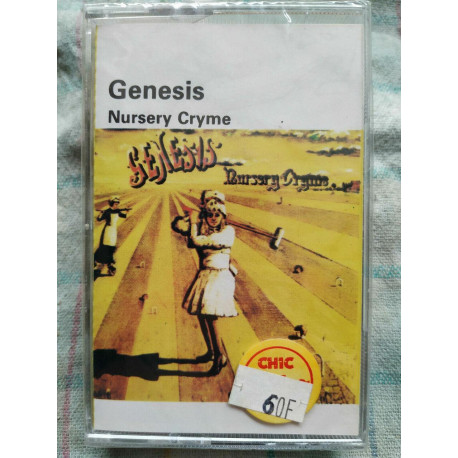 Genesis
Nursery Cryme
GENESIS
Nursery Cryme
CHIC
60F